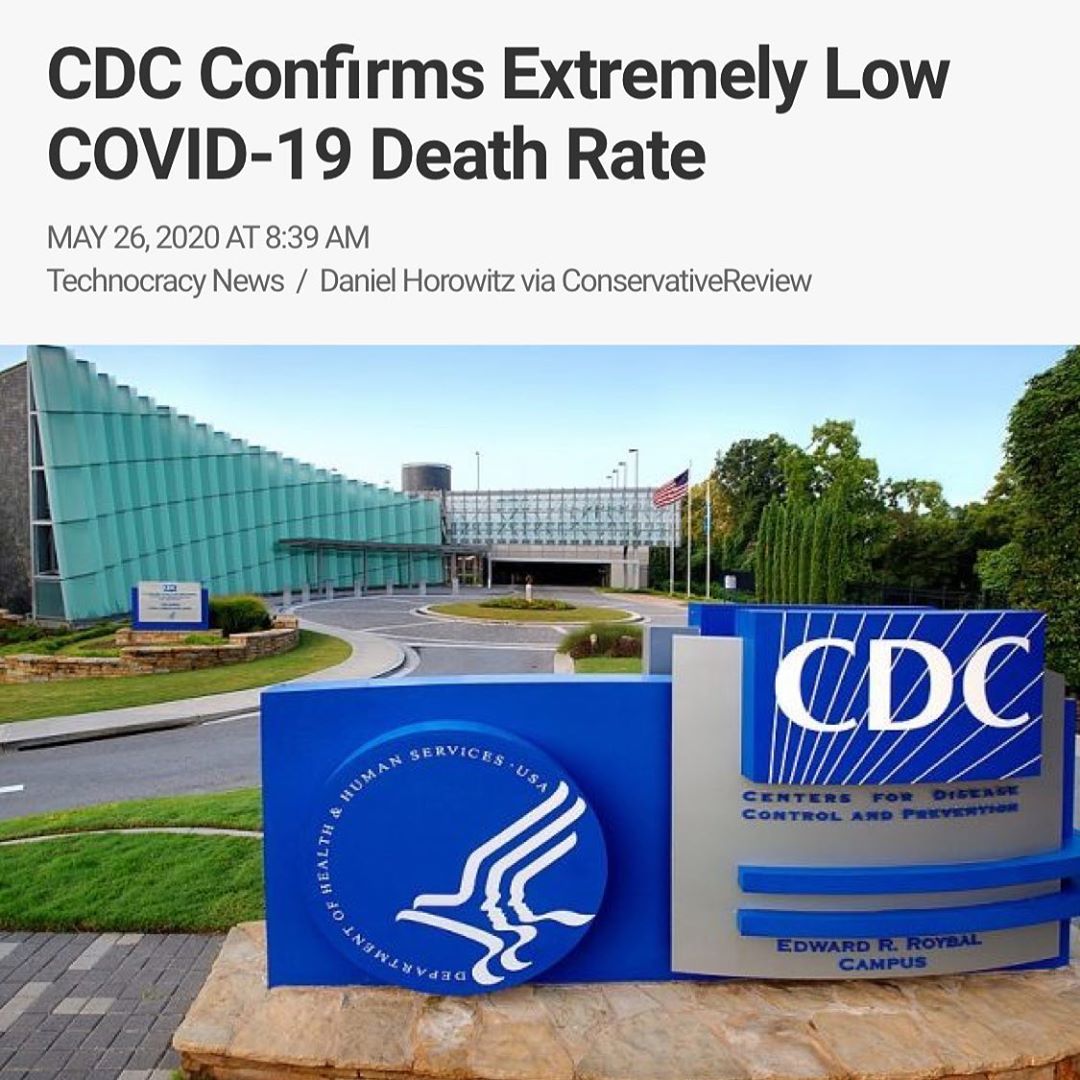 CDC Confirms Extremely Low
COVID-19 Death Rate
MAY 26, 2020 AT 8:39 AM
Technocracy News / Daniel Horowitz via ConservativeReview
CDC
CDC
CENTERS FOR DISEASE
CONTROL AND PREVENTION
DEPARTMENT OF HEALTH & HUMAN SERVICES · USA
EDWARD R. ROYBAL
CAMPUS